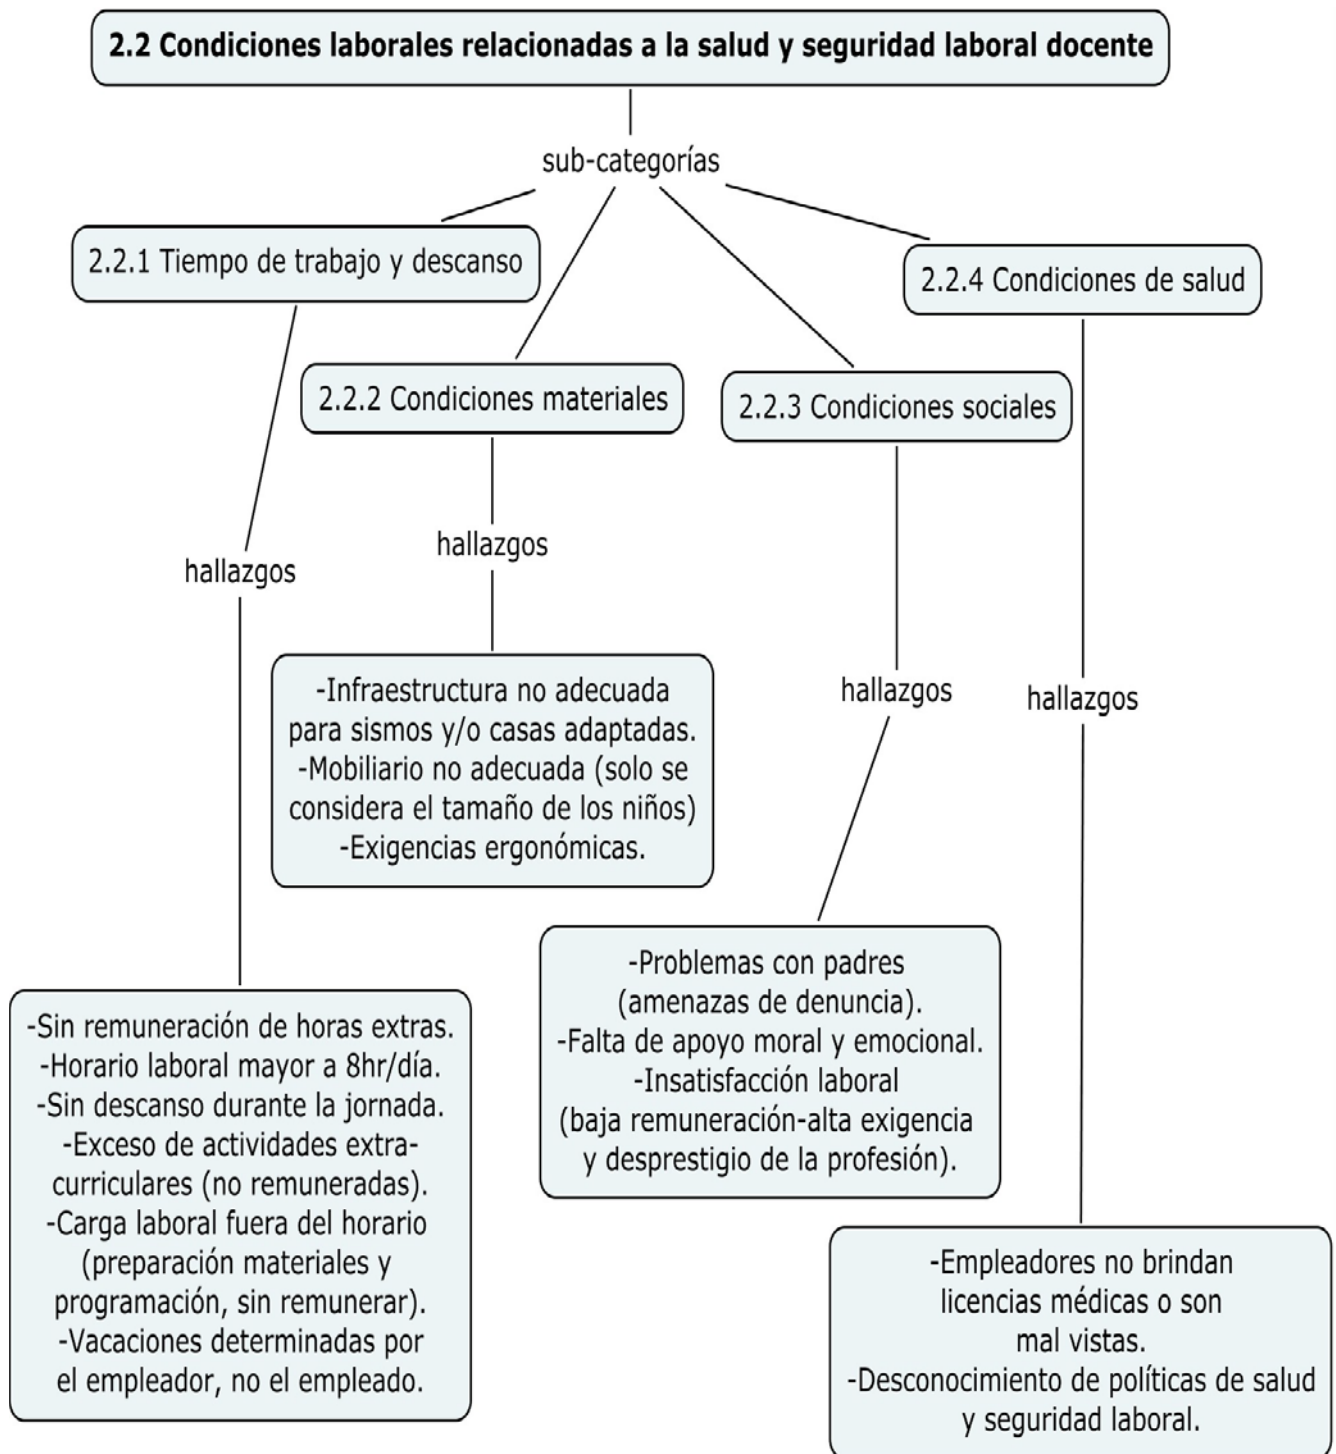 2.2 Condiciones laborales relacionadas a la salud y seguridad laboral docente
sub-categorías
2.2.1 Tiempo de trabajo y descanso
2.2.4 Condiciones de salud
2.2.2 Condiciones materiales
2.2.3 Condiciones sociales
hallazgos
hallazgos
hallazgos
hallazgos
-Infraestructura no adecuada
para sismos y/o casas adaptadas.
-Mobiliario no adecuada (solo se
considera el tamaño de los niños)
-Exigencias ergonómicas.
-Problemas con padres
(amenazas de denuncia).
-Falta de apoyo moral y emocional.
-Insatisfacción laboral
(baja remuneración-alta exigencia
y desprestigio de la profesión).
-Sin remuneración de horas extras.
-Horario laboral mayor a 8hr/día.
-Sin descanso durante la jornada.
-Exceso de actividades extra-
curriculares (no remuneradas).
-Carga laboral fuera del horario
(preparación materiales y
programación, sin remunerar).
-Vacaciones determinadas por
el empleador, no el empleado.
-Empleadores no brindan
licencias médicas o son
mal vistas.
-Desconocimiento de políticas de salud
y seguridad laboral.